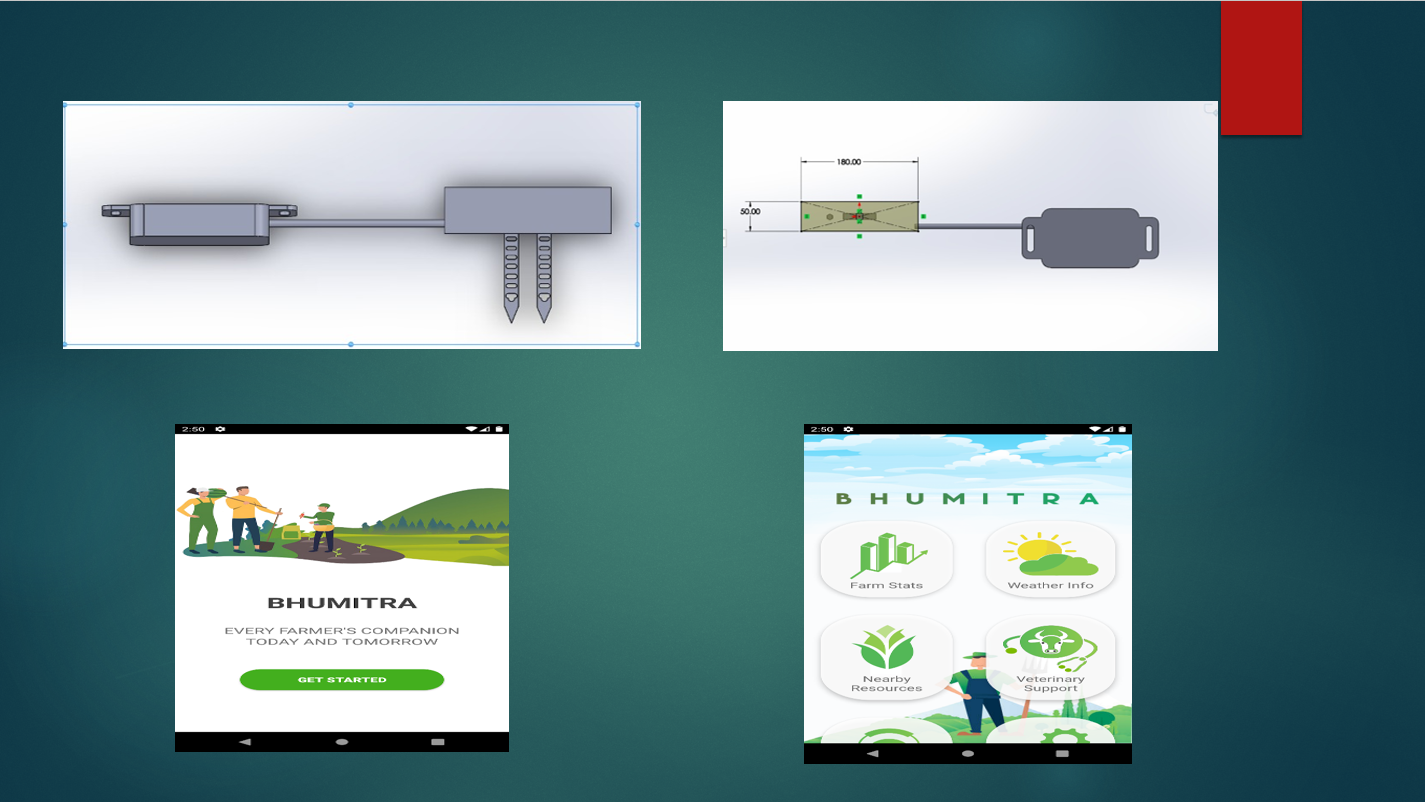 180.00
50.00
2:50
BHUMITRA
EVERY FARMER'S COMPANION
TODAY AND TOMORROW
GET STARTED
2:50
BHUMITRA
Farm Stats
Weather Info
Nearby
Resources
Veterinary
Support